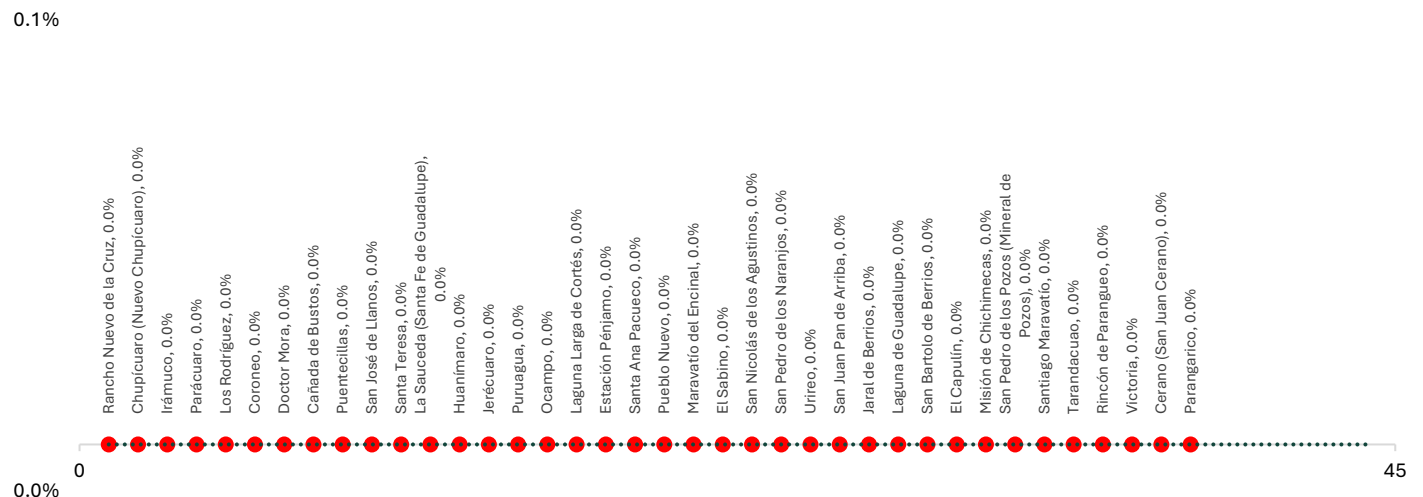 0.1%
Rancho Nuevo de la Cruz, 0.0%
Chupícuaro (Nuevo Chupícuaro), 0.0%
Irámuco, 0.0%
Parácuaro, 0.0%
Los Rodríguez, 0.0%
Coroneo, 0.0%
Doctor Mora, 0.0%
Cañada de Bustos, 0.0%
Puentecillas, 0.0%
San José de Llanos, 0.0%
Santa Teresa, 0.0%
La Sauceda (Santa Fe de Guadalupe),
0.0%
Huanímaro, 0.0%
Jerécuaro, 0.0%
Puruagua, 0.0%
Ocampo, 0.0%
Laguna Larga de Cortés, 0.0%
Estación Pénjamo, 0.0%
Santa Ana Pacueco, 0.0%
Pueblo Nuevo, 0.0%
Maravatío del Encinal, 0.0%
El Sabino, 0.0%
San Nicolás de los Agustinos, 0.0%
San Pedro de los Naranjos, 0.0%
Urireo, 0.0%
San Juan Pan de Arriba, 0.0%
Jaral de Berrios, 0.0%
Laguna de Guadalupe, 0.0%
San Bartolo de Berrios, 0.0%
El Capulín, 0.0%
Misión de Chichimecas, 0.0%
San Pedro de los Pozos (Mineral de
Pozos), 0.0%
Santiago Maravatío, 0.0%
Tarandacuao, 0.0%
Rincón de Parangueo, 0.0%
Victoria, 0.0%
Cerano (San Juan Cerano), 0.0%
Parangarico, 0.0%
0
45
0.0%